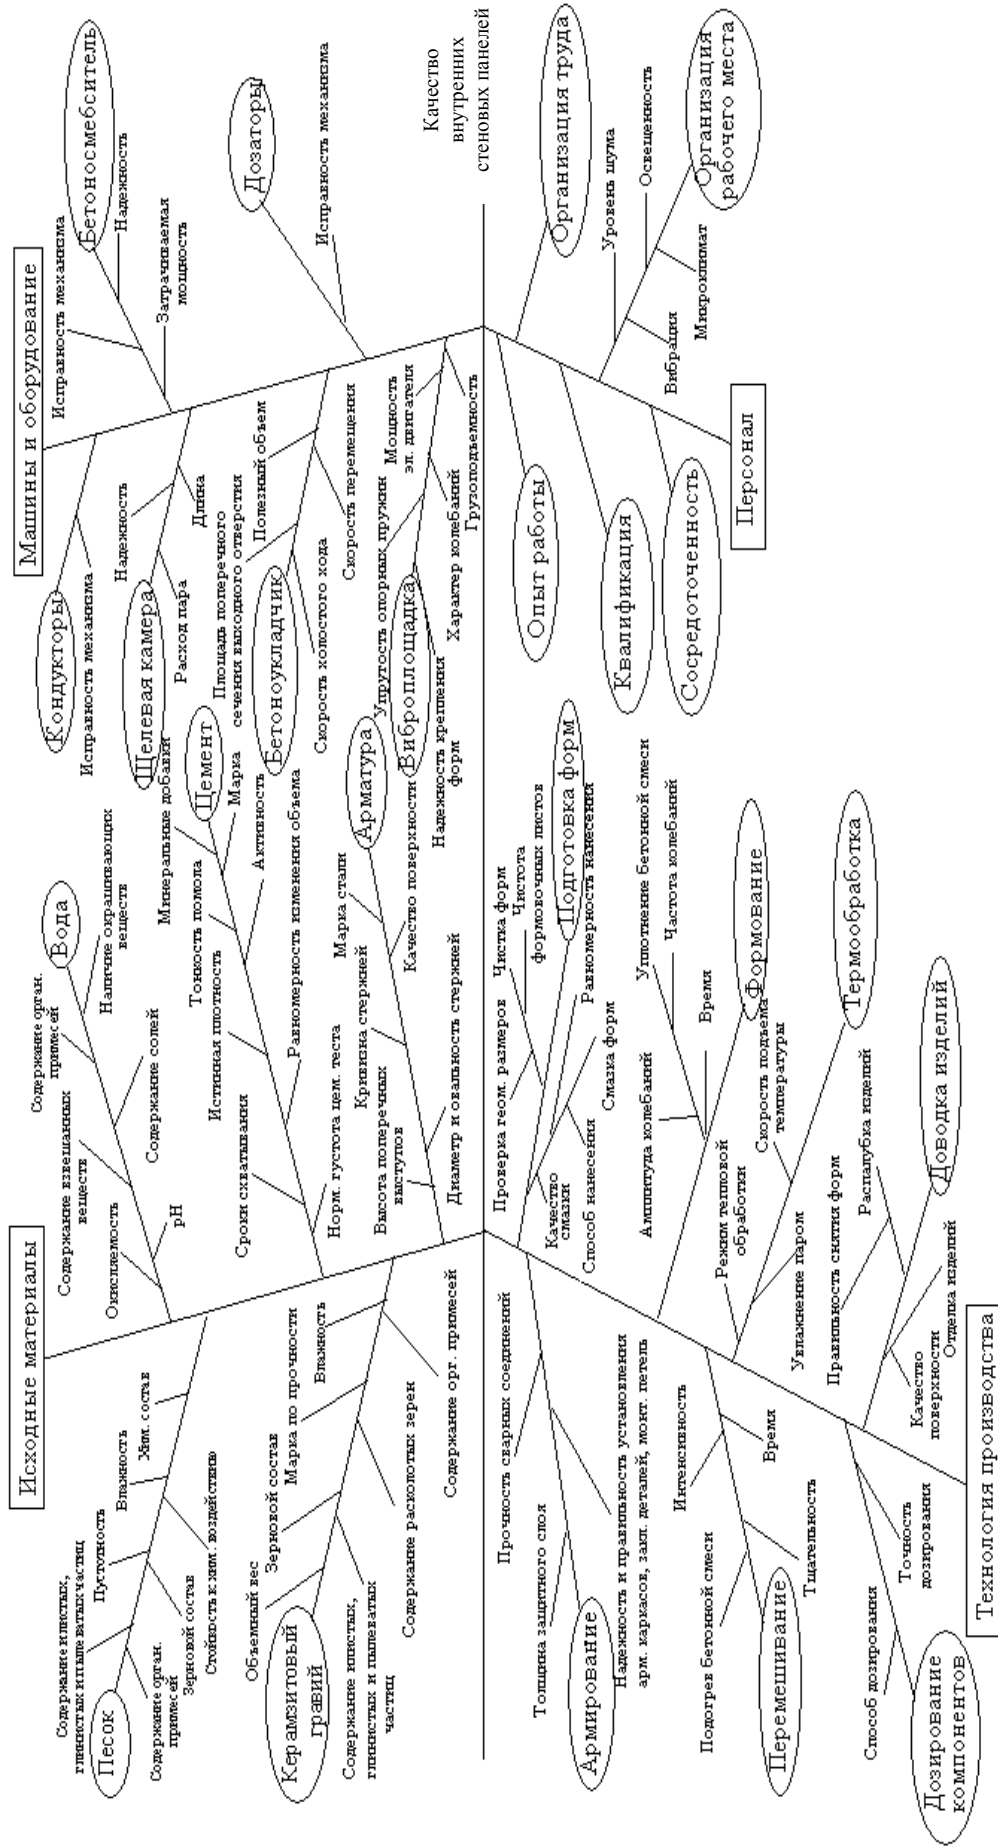 Исходные материалы
Машины и оборудование
Песок
Содержание илистых,
глинистых и пылеватых частиц
Пустотность
Влажность
Хим. состав
Содержание орган.
примесей
Зерновой состав
Стойкость к хим. воздействию
Керамзитовый
гравий
Объемный вес
Зерновой состав
Марка по прочности
Влажность
Содержание илистых,
глинистых и пылеватых
частиц
Содержание расколотых зерен
Содержание орг. примесей
Вода
Окисляемость
Содержание взвешанных
веществ
Содержание орган.
примесей
pH
Содержание солей
Наличие окрашивающих
веществ
Цемент
Сроки схватывания
Истинная плотность
Тонкость помола
Минеральные добавки
Норм. густота цем. теста
Равномерность изменения объема
Активность
Марка
Арматура
Высота поперечных
выступов
Кривизна стержней
Марка стали
Диаметр и овальность стержней
Качество поверхности
Кондукторы
Исправность механизма
Щелевая камера
Надежность
Расход пара
Длина
Бетоноукладчик
Площадь поперечного
сечения выходного отверстия
Полезный объем
Скорость холостого хода
Скорость перемещения
Виброплощадка
Упругость опорных пружин
Мощность
эл. двигателя
Надежность крепления
форм
Характер колебаний
Грузоподъемность
Бетоносмебситель
Исправность механизма
Надежность
Затрачиваемая
мощность
Дозаторы
Исправность механизма
Качество
внутренних
стеновых панелей
Армирование
Толщина защитного слоя
Прочность сварных соединений
Надежность и правильность установления
арм. каркасов, закл. деталей, монт. петель
Перемешивание
Подогрев бетонной смеси
Интенсивность
Время
Тщательность
Дозирование
компонентов
Способ дозирования
Точность
дозирования
Подготовка форм
Проверка геом. размеров
Чистка форм
Чистота
формовочных листов
Качество
смазки
Способ нанесения
Смазка форм
Равномерность нанесения
Формование
Амплитуда колебаний
Уплотнение бетонной смеси
Частота колебаний
Время
Термообработка
Режим тепловой
обработки
Скорость подъема
температуры
Увлажнение паром
Доводка изделий
Правильность снятия форм
Распалубка изделий
Качество
поверхности
Отделка изделий
Технология производства
Опыт работы
Квалификация
Сосредоточенность
Организация труда
Организация
рабочего места
Уровень шума
Освещенность
Вибрация
Микроклимат
Персонал